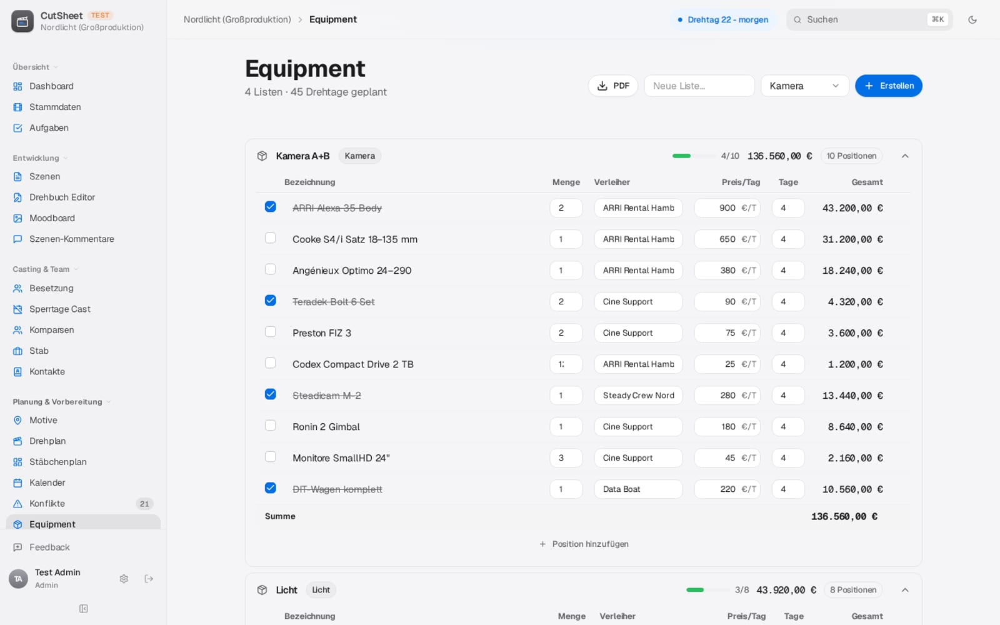 CutSheet TEST
Nordlicht (Großproduktion)
Nordlicht (Großproduktion) > Equipment
Drehtag 22 - morgen
Suchen ⌘K
Übersicht
Dashboard
Stammdaten
Aufgaben
Entwicklung
Szenen
Drehbuch Editor
Moodboard
Szenen-Kommentare
Casting & Team
Besetzung
Sperrtage Cast
Komparsen
Stab
Kontakte
Planung & Vorbereitung
Motive
Drehplan
Stäbchenplan
Kalender
Konflikte 21
Equipment
Feedback
TA
Test Admin
Admin
Equipment
4 Listen · 45 Drehtage geplant
PDF Neue Liste... Kamera + Erstellen
Kamera A+B Kamera 4/10 136.560,00 € 10 Positionen
Bezeichnung Menge Verleiher Preis/Tag Tage Gesamt
ARRI Alexa 35 Body 2 ARRI Rental Hamb 900 €/T 4 43.200,00 €
Cooke S4/i Satz 18–135 mm 1 ARRI Rental Hamb 650 €/T 4 31.200,00 €
Angénieux Optimo 24–290 1 ARRI Rental Hamb 380 €/T 4 18.240,00 €
Teradek Bolt 6 Set 2 Cine Support 90 €/T 4 4.320,00 €
Preston FIZ 3 2 Cine Support 75 €/T 4 3.600,00 €
Codex Compact Drive 2 TB ARRI Rental Hamb 25 €/T 4 1.200,00 €
Steadicam M-2 1 SteadyCrew Nord 280 €/T 4 13.440,00 €
Ronin 2 Gimbal 1 Cine Support 180 €/T 4 8.640,00 €
Monitore SmallHD 24" 3 Cine Support 45 €/T 4 2.160,00 €
DIT-Wagen komplett 1 Data Boat 220 €/T 4 10.560,00 €
Summe 136.560,00 €
+ Position hinzufügen
Licht Licht 3/8 43.920,00 € 8 Positionen
Bezeichnung Menge Verleiher Preis/Tag Tage Gesamt